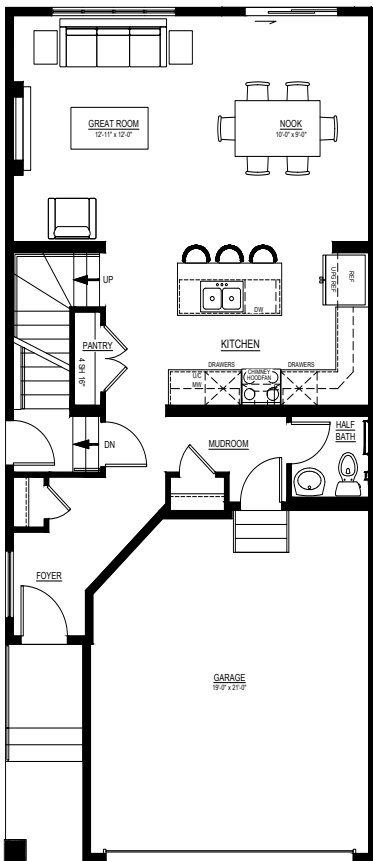 GREAT ROOM
12'-11" x 12'-0"
NOOK
10'-0" x 9'-0"
UP
REF
UPG REF
DW
PANTRY
4 SH 16"
KITCHEN
DRAWERS
DRAWERS
U/C
MW
CHIMNEY
HOODFAN
DN
MUDROOM
HALF
BATH
FOYER
GARAGE
19'-0" x 21'-0"